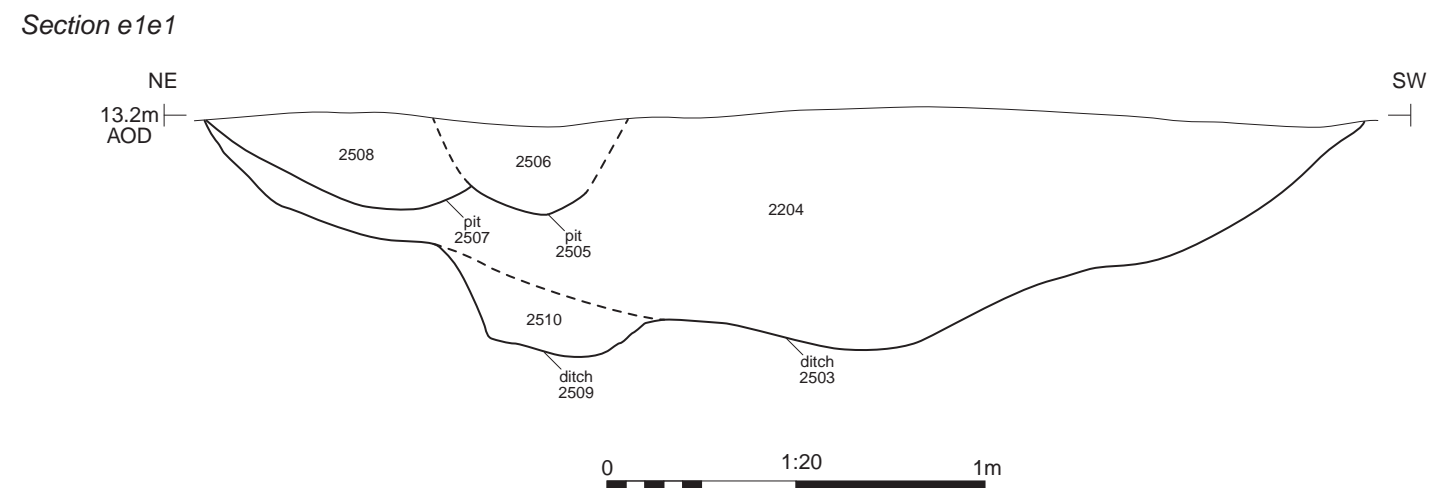 Section e1e1
NE
SW
13.2m
AOD
2508
2506
2204
pit
2507
pit
2505
2510
ditch
2509
ditch
2503
0
1:20
1m